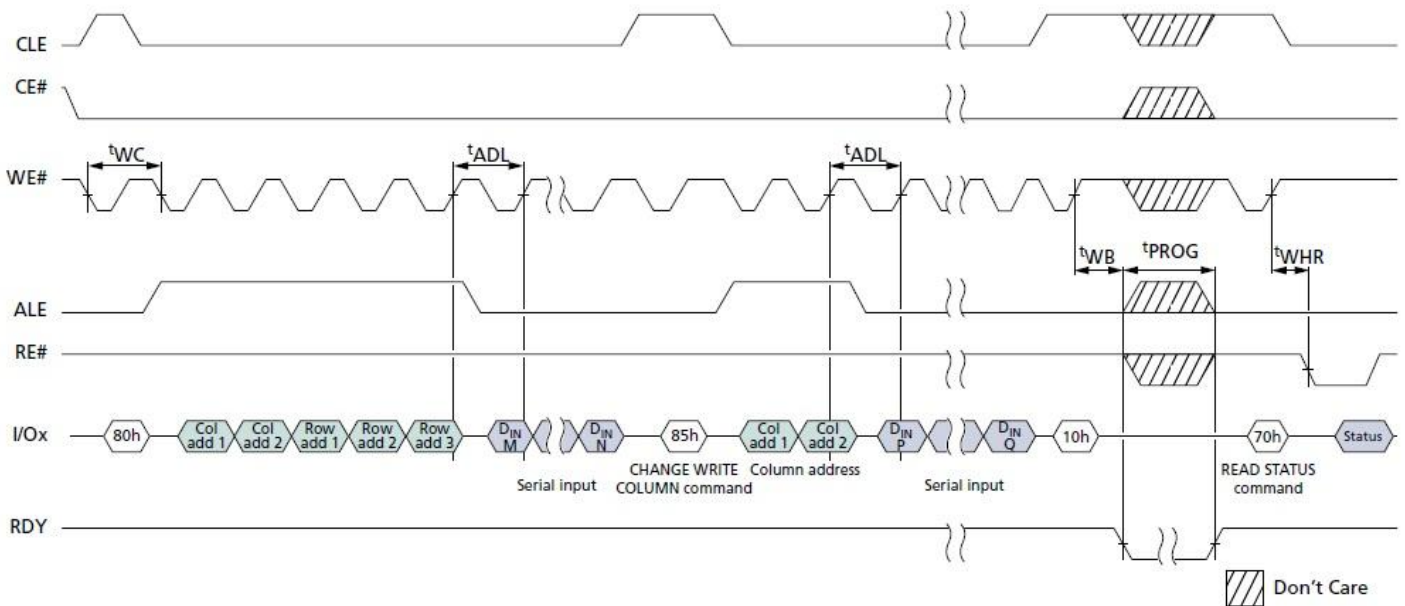 CLE
CE#
tWC
tADL
tADL
WE#
tWB
tPROG
tWHR
ALE
RE#
I/Ox
80h
Col add 1
Col add 2
Row add 1
Row add 2
Row add 3
DIN M
DIN N
85h
Col add 1
Col add 2
DIN P
DIN Q
10h
70h
Status
Serial input
CHANGE WRITE
COLUMN command
Column address
Serial input
READ STATUS
command
RDY
Don't Care